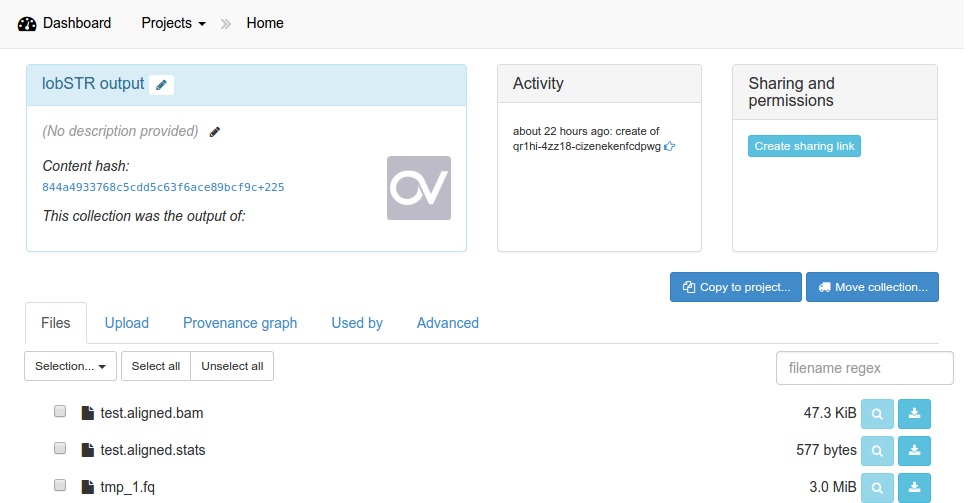 Dashboard Projects Home
lobSTR output
(No description provided)
Content hash:
844a4933768c5cdd5c63f6ace89bcf9c+225
This collection was the output of:
Activity
about 22 hours ago: create of
qr1hi-4zz18-cizenekenfcdpwg
Sharing and
permissions
Create sharing link
Copy to project... Move collection...
Files Upload Provenance graph Used by Advanced
Selection... Select all Unselect all filename regex
test.aligned.bam 47.3 KiB
test.aligned.stats 577 bytes
tmp_1.fq 3.0 MiB